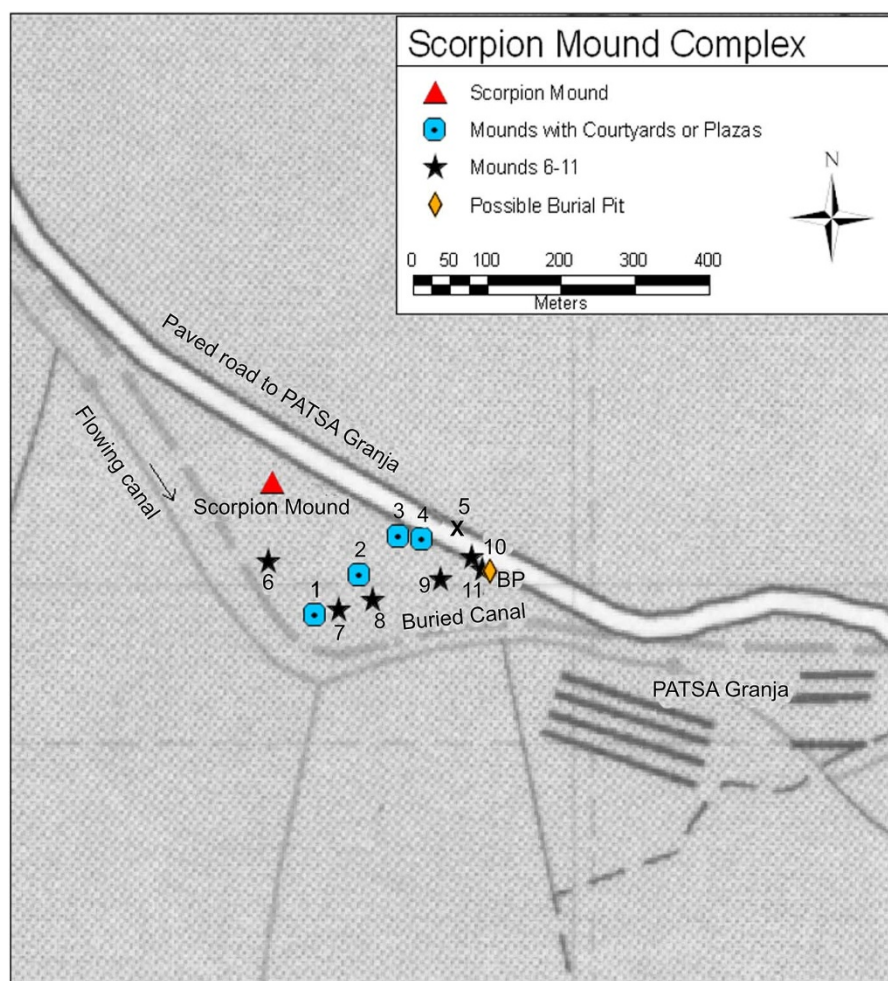 Scorpion Mound Complex
Scorpion Mound
Mounds with Courtyards or Plazas
Mounds 6-11
Possible Burial Pit
N
0 50 100 200 300 400
Meters
Paved road to PATSA Granja
Flowing canal
Scorpion Mound
3
4
5
X
10
2
6
9
11
BP
1
7
8
Buried Canal
PATSA Granja